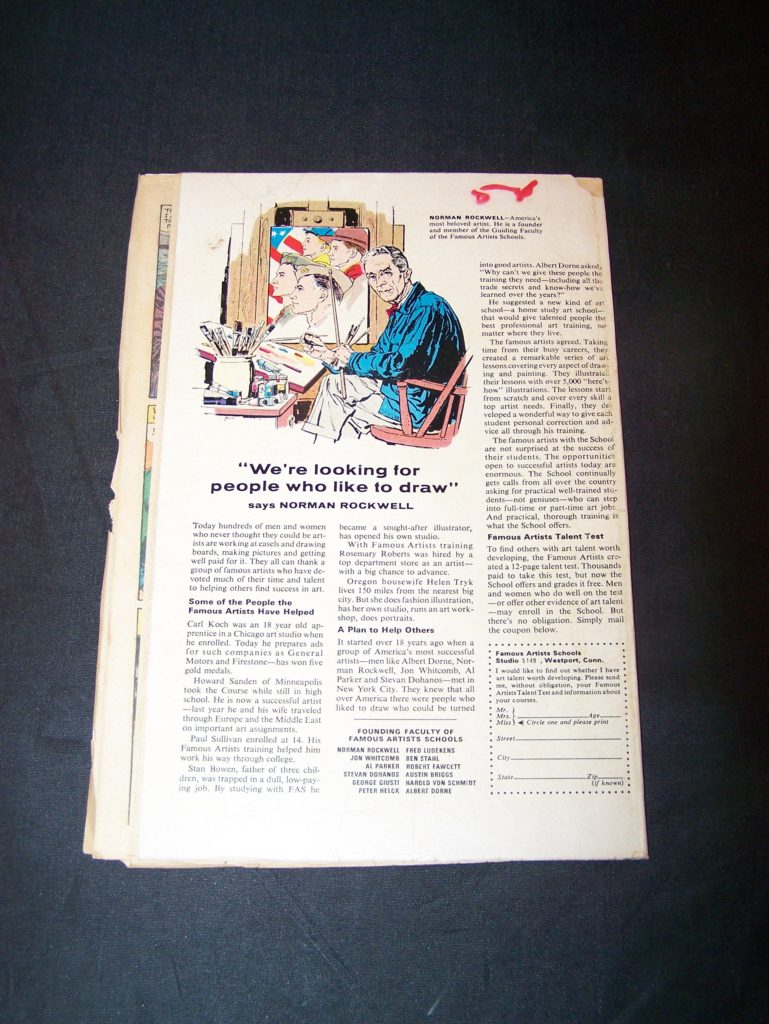 NORMAN ROCKWELL—America's
most beloved artist. He is a founder
and member of the Guiding Faculty
of the Famous Artists Schools.
"We're looking for
people who like to draw"
says NORMAN ROCKWELL
Today hundreds of men and women
who never thought they could be art-
ists are working at easels and drawing
boards, making pictures and getting
well paid for it. They all can thank a
group of famous artists who have de-
voted much of their time and talent
to helping others find success in art.
Some of the People the
Famous Artists Have Helped
Carl Koch was an 18 year old ap-
prentice in a Chicago art studio when
he enrolled. Today he prepares ads
for such companies as General
Motors and Firestone—has won five
gold medals.
Howard Sanden of Minneapolis
took the Course while still in high
school. He is now a successful artist
—last year he and his wife traveled
through Europe and the Middle East
on important art assignments.
Paul Sullivan enrolled at 14. His
Famous Artists training helped him
work his way through college.
Stan Bowen, father of three chil-
dren, was trapped in a dull, low-pay-
ing job. By studying with FAS he
became a sought-after illustrator,
has opened his own studio.
With Famous Artists training
Rosemary Roberts was hired by a
top department store as an artist—
with a big chance to advance.
Oregon housewife Helen Tryk
lives 150 miles from the nearest big
city. But she does fashion illustration,
has her own studio, runs an art work-
shop, does portraits.
A Plan to Help Others
It started over 18 years ago when a
group of America's most successful
artists—men like Albert Dorne, Nor-
man Rockwell, Jon Whitcomb, Al
Parker and Stevan Dohanos—met in
New York City. They knew that all
over America there were people who
liked to draw who could be turned
FOUNDING FACULTY OF
FAMOUS ARTISTS SCHOOLS
NORMAN ROCKWELL FRED LUDEKENS
JON WHITCOMB BEN STAHL
AL PARKER ROBERT FAWCETT
STEVAN DOHANOS AUSTIN BRIGGS
GEORGE GIUSTI HAROLD VON SCHMIDT
PETER HELCK ALBERT DORNE
into good artists. Albert Dorne asked,
"Why can't we give these people the
training they need—including all the
trade secrets and know-how we've
learned over the years?"
He suggested a new kind of art
school—a home study art school—
that would give talented people the
best professional art training, no
matter where they live.
The famous artists agreed. Taking
time from their busy careers, they
created a remarkable series of art
lessons covering every aspect of draw-
ing and painting. They illustrated
their lessons with over 5,000 "here's-
how" illustrations. The lessons start
from scratch and cover every skill a
top artist needs. Finally, they de-
veloped a wonderful way to give each
student personal correction and ad-
vice all through his training.
The famous artists with the School
are not surprised at the success of
their students. The opportunities
open to successful artists today are
enormous. The School continually
gets calls from all over the country
asking for practical well-trained stu-
dents—not geniuses—who can step
into full-time or part-time art jobs.
And practical, thorough training is
what the School offers.
Famous Artists Talent Test
To find others with art talent worth
developing, the Famous Artists cre-
ated a 12-page talent test. Thousands
paid to take this test, but now the
School offers and grades it free. Men
and women who do well on the test
—or offer other evidence of art talent
—may enroll in the School. But
there's no obligation. Simply mail
the coupon below.
Famous Artists Schools
Studio 5149 , Westport, Conn.
I would like to find out whether I have
art talent worth developing. Please send
me, without obligation, your Famous
Artists Talent Test and information about
your courses.
Mr.
Mrs. Age
Miss Circle one and please print
Street
City
State Zip
(if known)